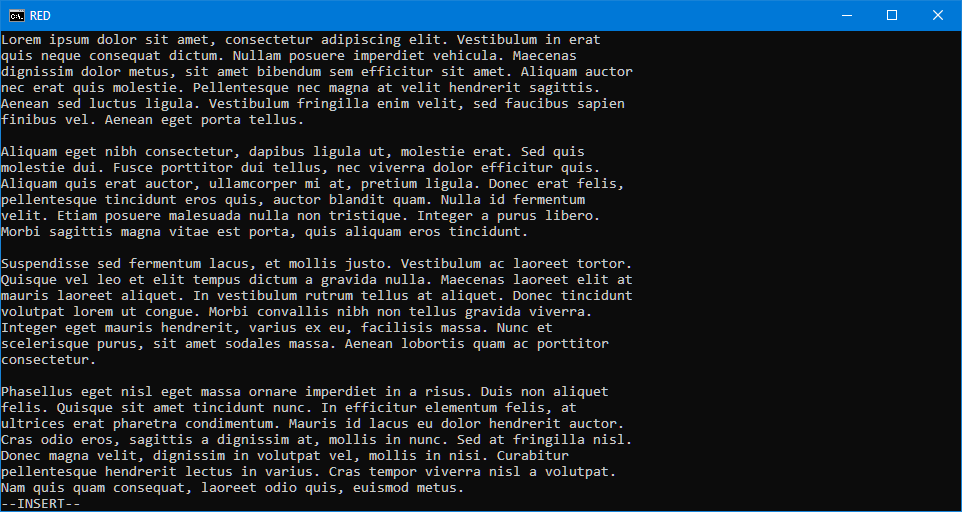 RED
Lorem ipsum dolor sit amet, consectetur adipiscing elit. Vestibulum in erat
quis neque consequat dictum. Nullam posuere imperdiet vehicula. Maecenas
dignissim dolor metus, sit amet bibendum sem efficitur sit amet. Aliquam auctor
nec erat quis molestie. Pellentesque nec magna at velit hendrerit sagittis.
Aenean sed luctus ligula. Vestibulum fringilla enim velit, sed faucibus sapien
finibus vel. Aenean eget porta tellus.

Aliquam eget nibh consectetur, dapibus ligula ut, molestie erat. Sed quis
molestie dui. Fusce porttitor dui tellus, nec viverra dolor efficitur quis.
Aliquam quis erat auctor, ullamcorper mi at, pretium ligula. Donec erat felis,
pellentesque tincidunt eros quis, auctor blandit quam. Nulla id fermentum
velit. Etiam posuere malesuada nulla non tristique. Integer a purus libero.
Morbi sagittis magna vitae est porta, quis aliquam eros tincidunt.

Suspendisse sed fermentum lacus, et mollis justo. Vestibulum ac laoreet tortor.
Quisque vel leo et elit tempus dictum a gravida nulla. Maecenas laoreet elit at
mauris laoreet aliquet. In vestibulum rutrum tellus at aliquet. Donec tincidunt
volutpat lorem ut congue. Morbi convallis nibh non tellus gravida viverra.
Integer eget mauris hendrerit, varius ex eu, facilisis massa. Nunc et
scelerisque purus, sit amet sodales massa. Aenean lobortis quam ac porttitor
consectetur.

Phasellus eget nisl eget massa ornare imperdiet in a risus. Duis non aliquet
felis. Quisque sit amet tincidunt nunc. In efficitur elementum felis, at
ultrices erat pharetra condimentum. Mauris id lacus eu dolor hendrerit auctor.
Cras odio eros, sagittis a dignissim at, mollis in nunc. Sed at fringilla nisl.
Donec magna velit, dignissim in volutpat vel, mollis in nisi. Curabitur
pellentesque hendrerit lectus in varius. Cras tempor viverra nisl a volutpat.
Nam quis quam consequat, laoreet odio quis, euismod metus.
--INSERT--